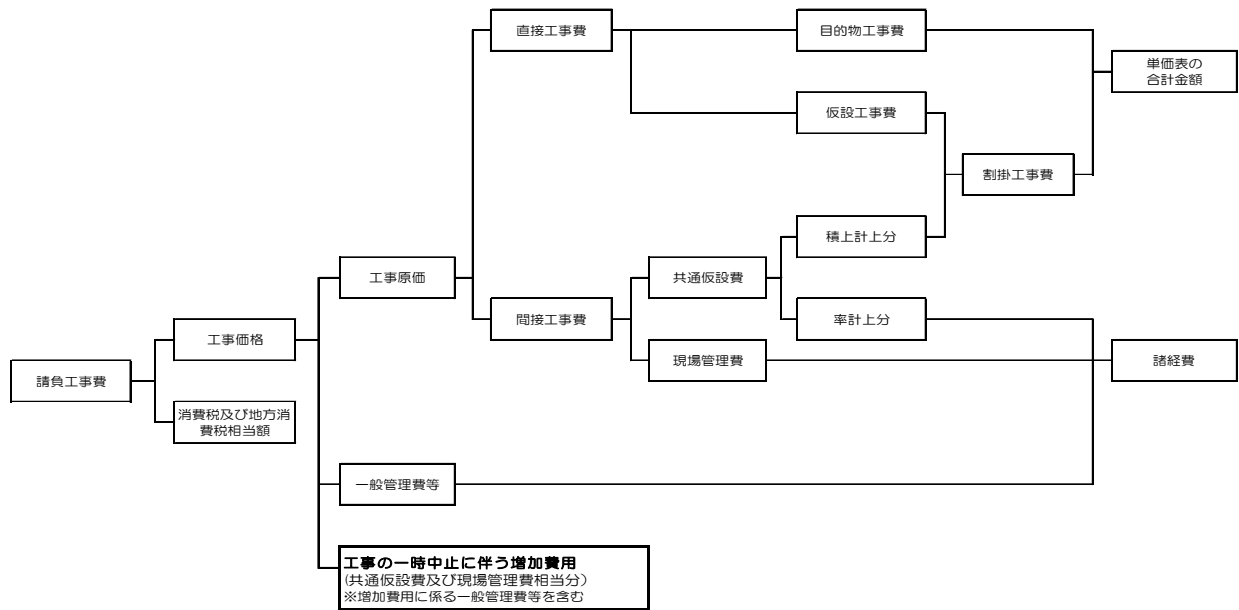 直接工事費
目的物工事費
単価表の
合計金額
仮設工事費
割掛工事費
積上計上分
工事原価
共通仮設費
間接工事費
率計上分
工事価格
現場管理費
諸経費
請負工事費
消費税及び地方消
費税相当額
一般管理費等
工事の一時中止に伴う増加費用
(共通仮設費及び現場管理費相当分)
※増加費用に係る一般管理費等を含む